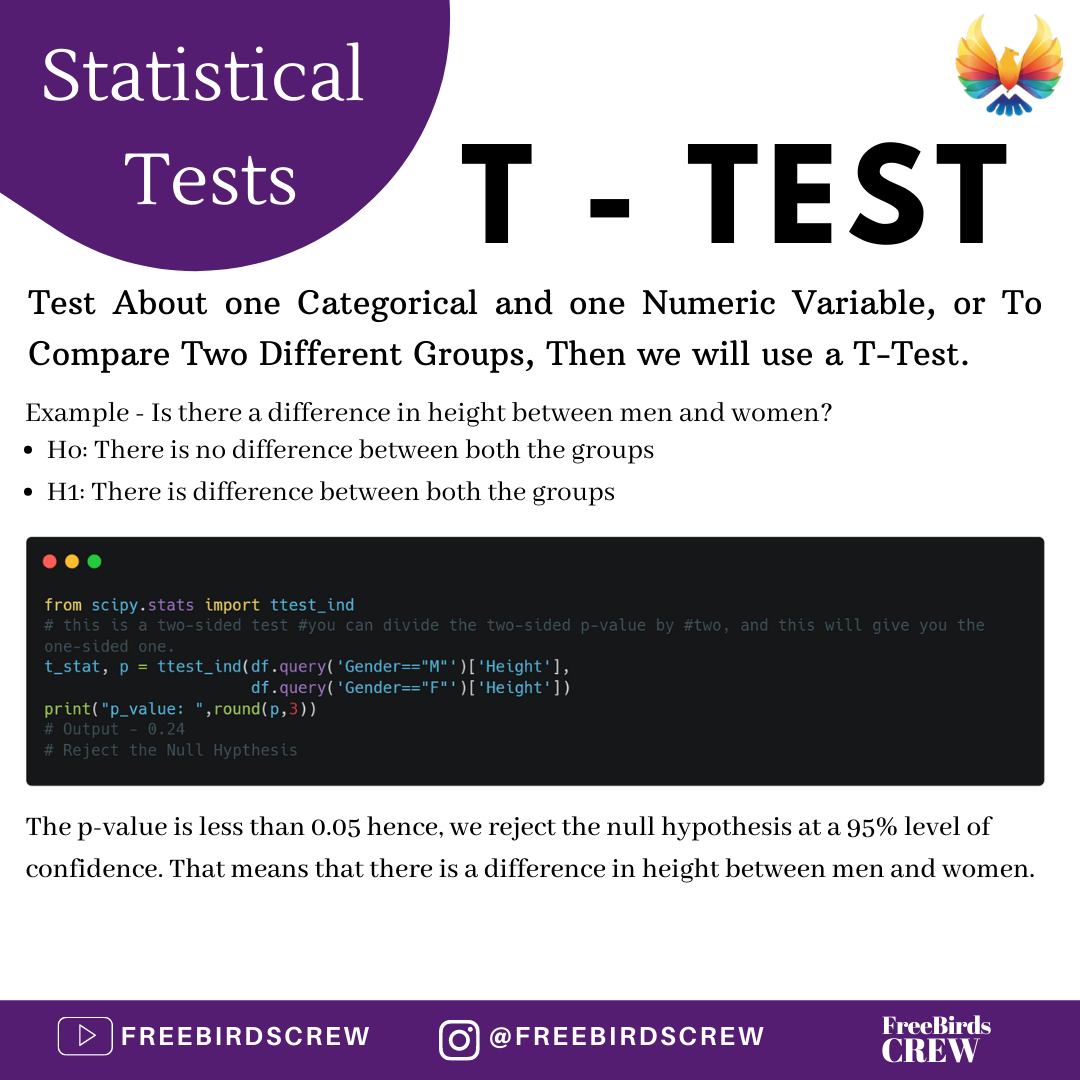 Statistical
Tests
T - TEST
Test About one Categorical and one Numeric Variable, or To
Compare Two Different Groups, Then we will use a T-Test.
Example - Is there a difference in height between men and women?
• H0: There is no difference between both the groups
• H1: There is difference between both the groups
from scipy.stats import ttest_ind
# this is a two-sided test #you can divide the two-sided p-value by #two, and this will give you the
one-sided one.
t_stat, p = ttest_ind(df.query('Gender=="M"')['Height'],
df.query('Gender=="F"')['Height'])
print("p_value: ",round(p,3))
# Output - 0.24
# Reject the Null Hypthesis
The p-value is less than 0.05 hence, we reject the null hypothesis at a 95% level of
confidence. That means that there is a difference in height between men and women.
FREEBIRDSCREW
@FREEBIRDSCREW
FreeBirds
CREW